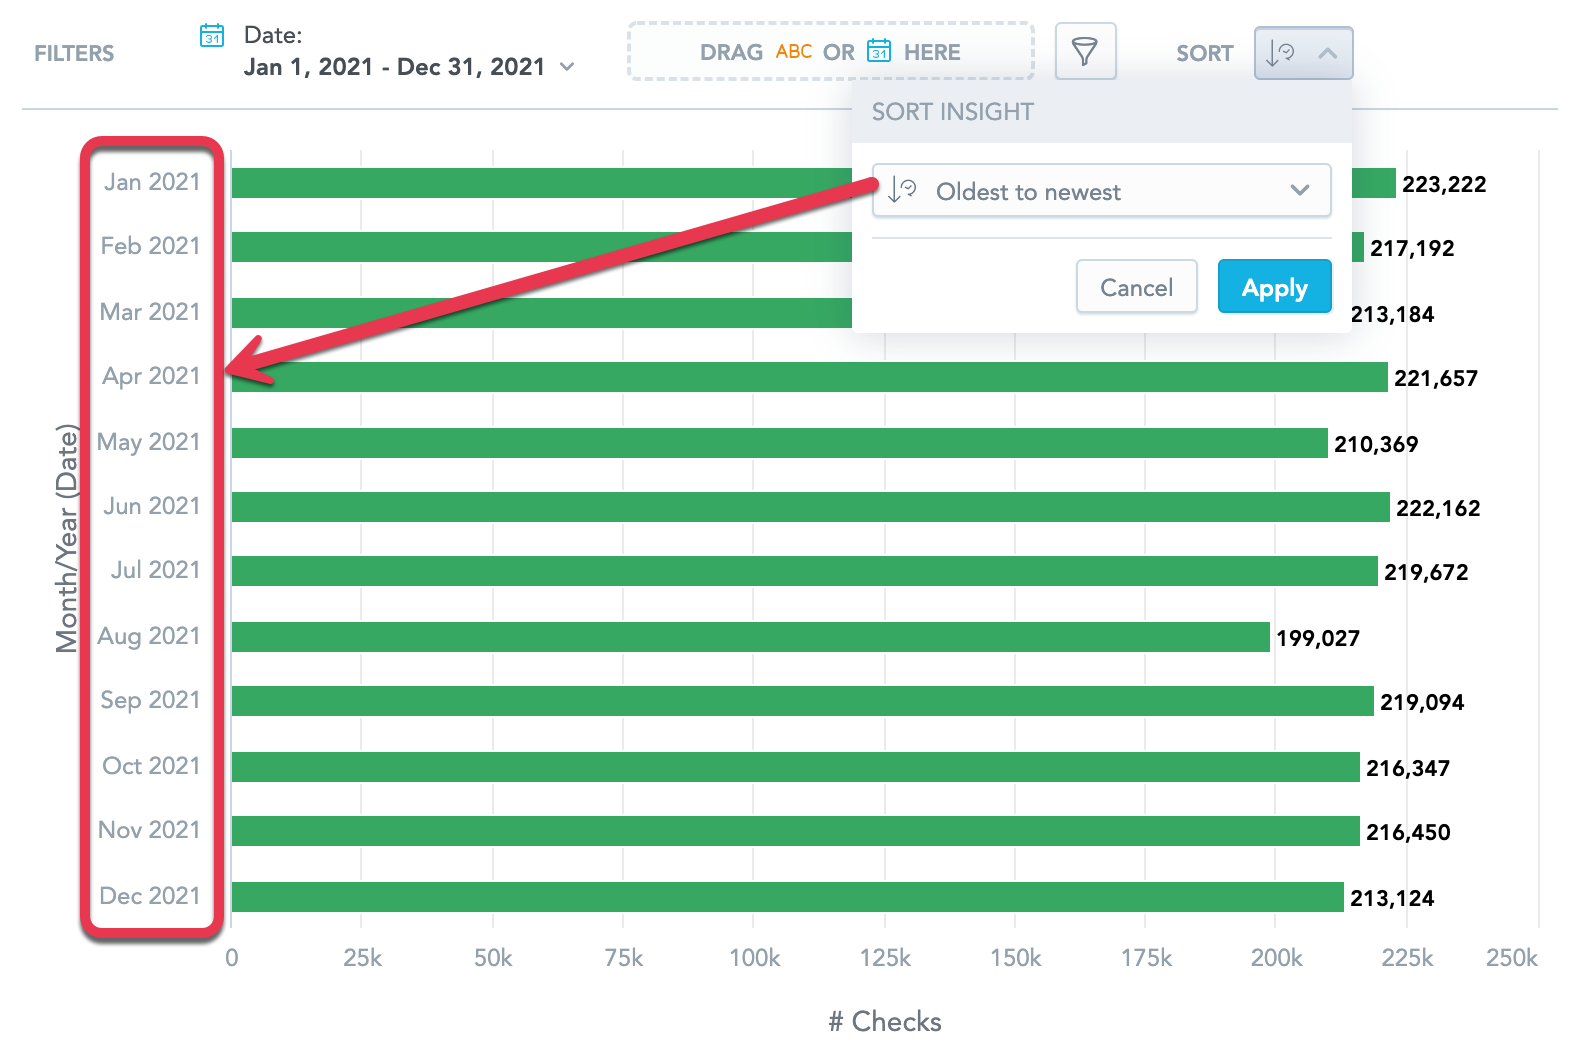 FILTERS
31
Date:
Jan 1, 2021 - Dec 31, 2021
DRAG ABC OR 31 HERE
SORT
SORT INSIGHT
Oldest to newest
Cancel
Apply
Month/Year (Date)
Jan 2021
223,222
Feb 2021
217,192
Mar 2021
213,184
Apr 2021
221,657
May 2021
210,369
Jun 2021
222,162
Jul 2021
219,672
Aug 2021
199,027
Sep 2021
219,094
Oct 2021
216,347
Nov 2021
216,450
Dec 2021
213,124
0 25k 50k 75k 100k 125k 150k 175k 200k 225k 250k
# Checks